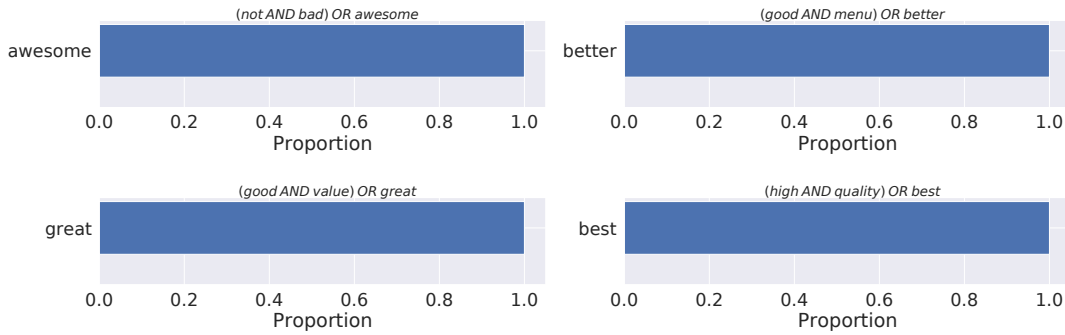 (not AND bad) OR awesome
awesome
0.0 0.2 0.4 0.6 0.8 1.0
Proportion
(good AND menu) OR better
better
0.0 0.2 0.4 0.6 0.8 1.0
Proportion
(good AND value) OR great
great
0.0 0.2 0.4 0.6 0.8 1.0
Proportion
(high AND quality) OR best
best
0.0 0.2 0.4 0.6 0.8 1.0
Proportion